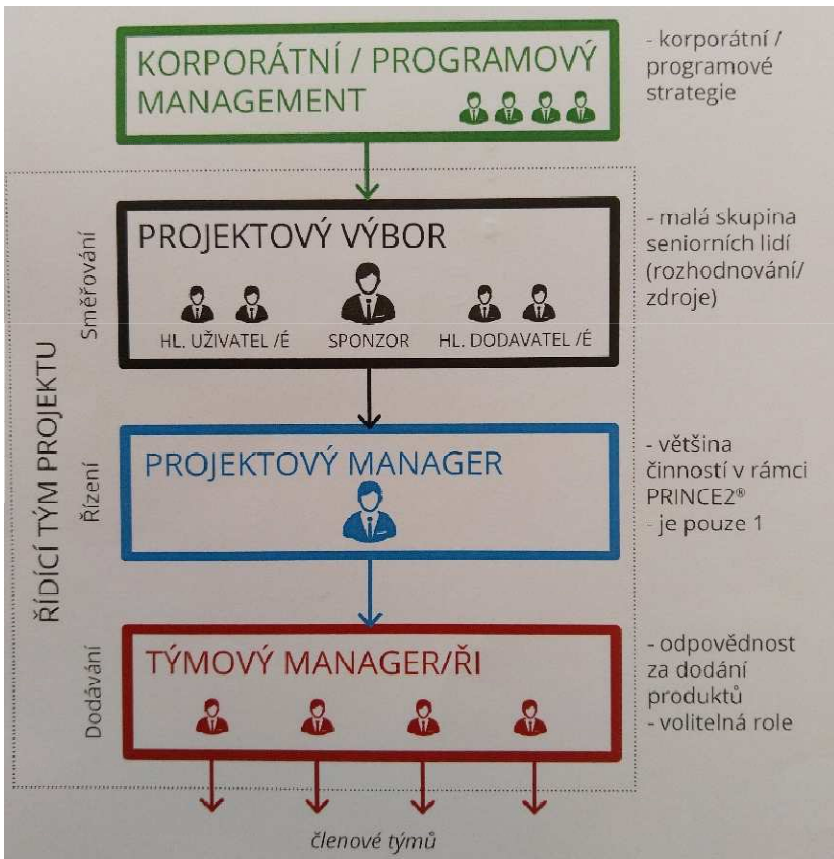 KORPORÁTNÍ / PROGRAMOVÝ
MANAGEMENT
- korporátní /
programové
strategie
ŘÍDÍCÍ TÝM PROJEKTU
Směřování
PROJEKTOVÝ VÝBOR
HL. UŽIVATEL /É
SPONZOR
HL. DODAVATEL /É
- malá skupina
seniorních lidí
(rozhodnování/
zdroje)
Řízení
PROJEKTOVÝ MANAGER
- většina
činností v rámci
PRINCE2®
- je pouze 1
Dodávání
TÝMOVÝ MANAGER/ŘI
- odpovědnost
za dodání
produktů
- volitelná role
členové týmů